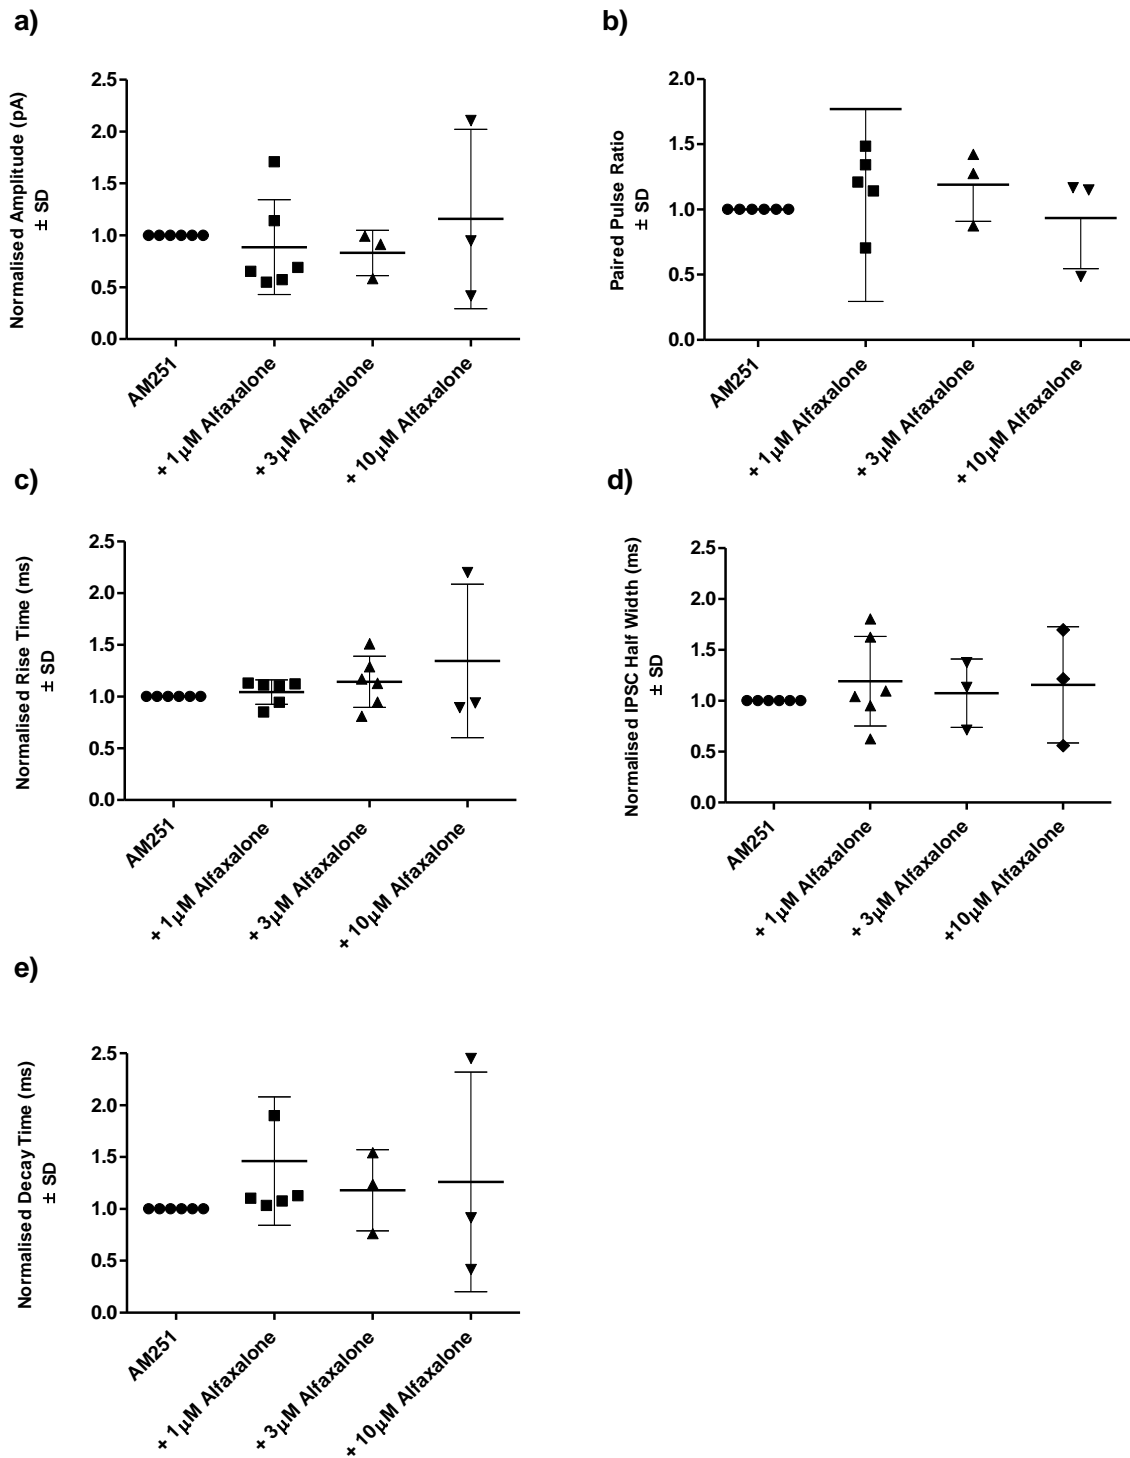 a)
Normalised Amplitude (pA)
± SD
2.5
2.0
1.5
1.0
0.5
0.0
AM251
+ 1µM Alfaxalone
+ 3µM Alfaxalone
+ 10µM Alfaxalone
b)
Paired Pulse Ratio
± SD
2.0
1.5
1.0
0.5
0.0
AM251
+ 1µM Alfaxalone
+ 3µM Alfaxalone
+ 10µM Alfaxalone
c)
Normalised Rise Time (ms)
± SD
2.5
2.0
1.5
1.0
0.5
0.0
AM251
+ 1µM Alfaxalone
+ 3µM Alfaxalone
+ 10µM Alfaxalone
d)
Normalised IPSC Half Width (ms)
± SD
2.5
2.0
1.5
1.0
0.5
0.0
AM251
+ 1µM Alfaxalone
+ 3µM Alfaxalone
+10µM Alfaxalone
e)
Normalised Decay Time (ms)
± SD
2.5
2.0
1.5
1.0
0.5
0.0
AM251
+ 1µM Alfaxalone
+ 3µM Alfaxalone
+ 10µM Alfaxalone